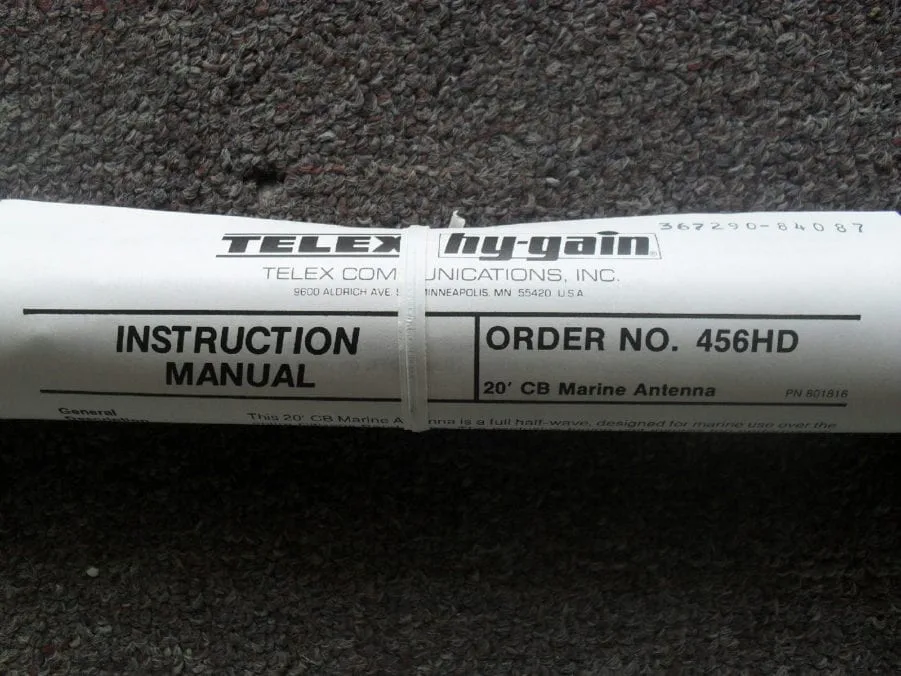 367290-84087
TELEX hy-gain
TELEX COM UNICATIONS, INC.
9600 ALDRICH AVE. S MINNEAPOLIS, MN 55420 U.S.A.
INSTRUCTION
MANUAL
ORDER NO. 456HD
20' CB Marine Antenna
PN 801816
General
Description
This 20' CB Marine A nna is a full half-wave, designed for marine use over the